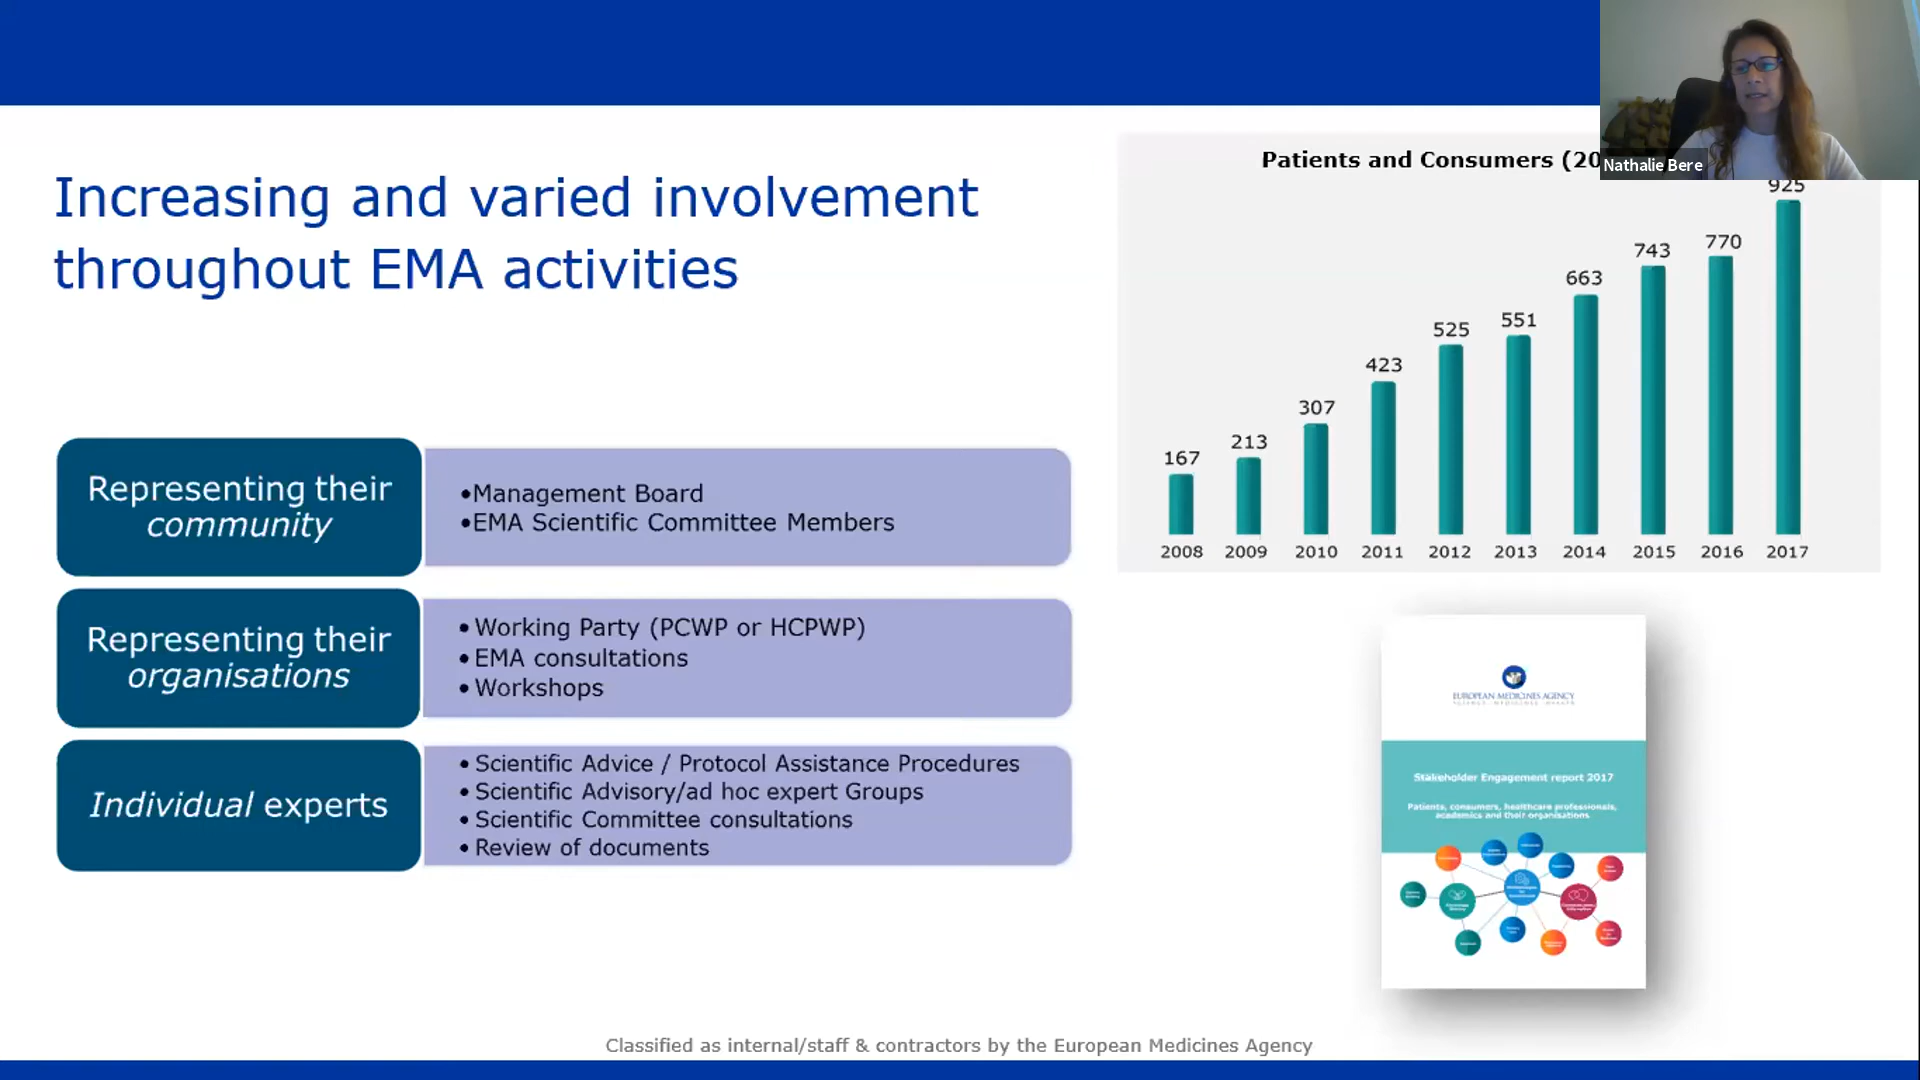 Increasing and varied involvement
throughout EMA activities
Representing their
community
•Management Board
•EMA Scientific Committee Members
Representing their
organisations
•Working Party (PCWP or HCPWP)
•EMA consultations
•Workshops
Individual experts
•Scientific Advice / Protocol Assistance Procedures
•Scientific Advisory/ad hoc expert Groups
•Scientific Committee consultations
•Review of documents
Patients and Consumers (20
Nathalie Bere
167
213
307
423
525
551
663
743
770
925
2008 2009 2010 2011 2012 2013 2014 2015 2016 2017
EUROPEAN MEDICINES AGENCY
SCIENCE MEDICINES HEALTH
Stakeholder Engagement report 2017
Patients, consumers, healthcare professionals,
academics and their organisations
Classified as internal/staff & contractors by the European Medicines Agency